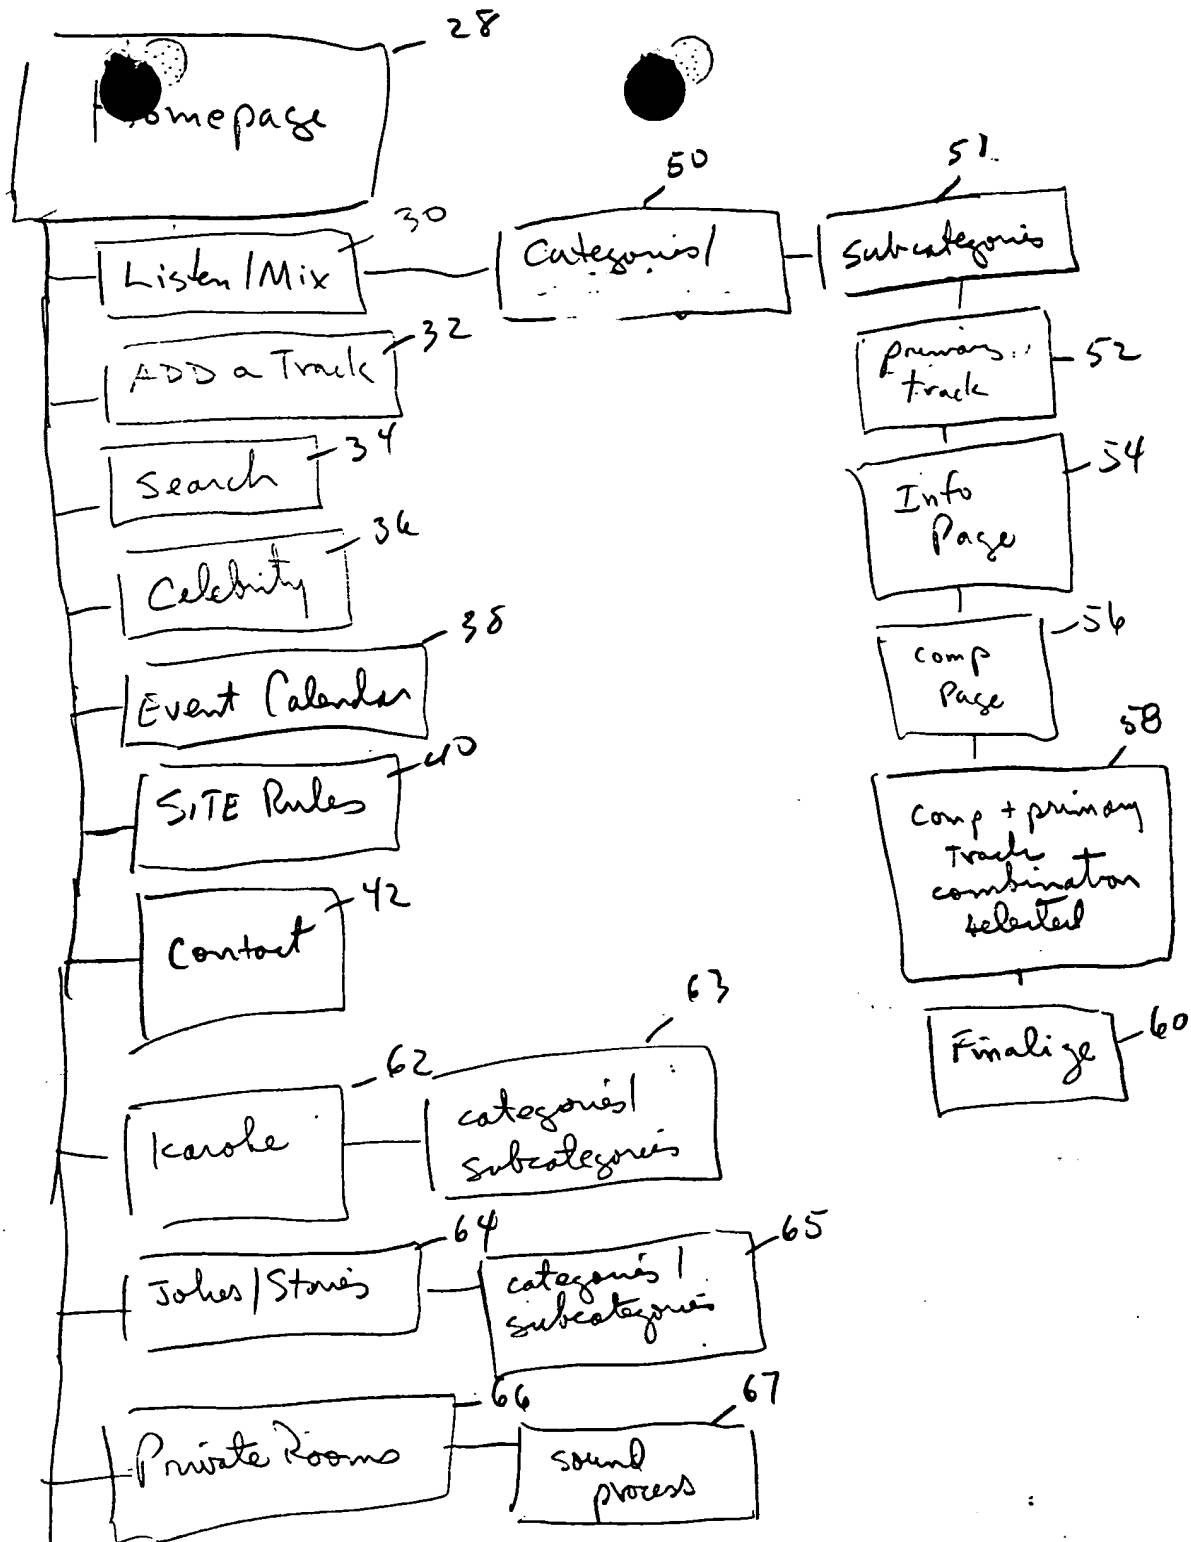 28
Homepage
50
51
30
Listen/Mix
Categories/
Subcategories
32
ADD a Track
primary
track
52
34
Search
54
Info
Page
36
Celebrity
56
comp
Page
38
Event Calendar
58
40
SITE Rules
comp + primary
Track
combination
selected
42
Contact
63
60
Finalize
62
Karoke
categories/
subcategories
64
Jokes/Stories
65
categories/
subcategories
66
Private Rooms
67
sound
process